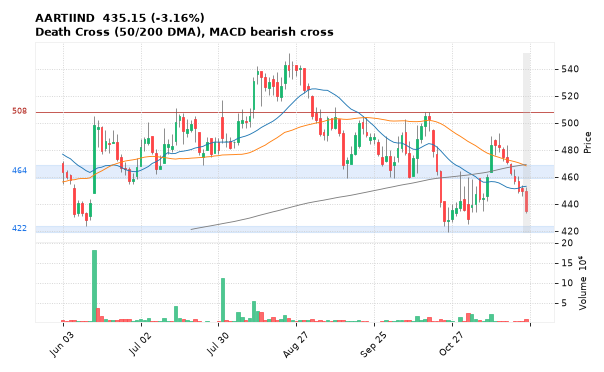 AARTIIND 435.15 (-3.16%)
Death Cross (50/200 DMA), MACD bearish cross
540
520
508
500
480
464
460
440
422
420
Price
20
15
10
5
Volume 10⁶
Jun 03
Jul 02
Jul 30
Aug 27
Sep 25
Oct 27